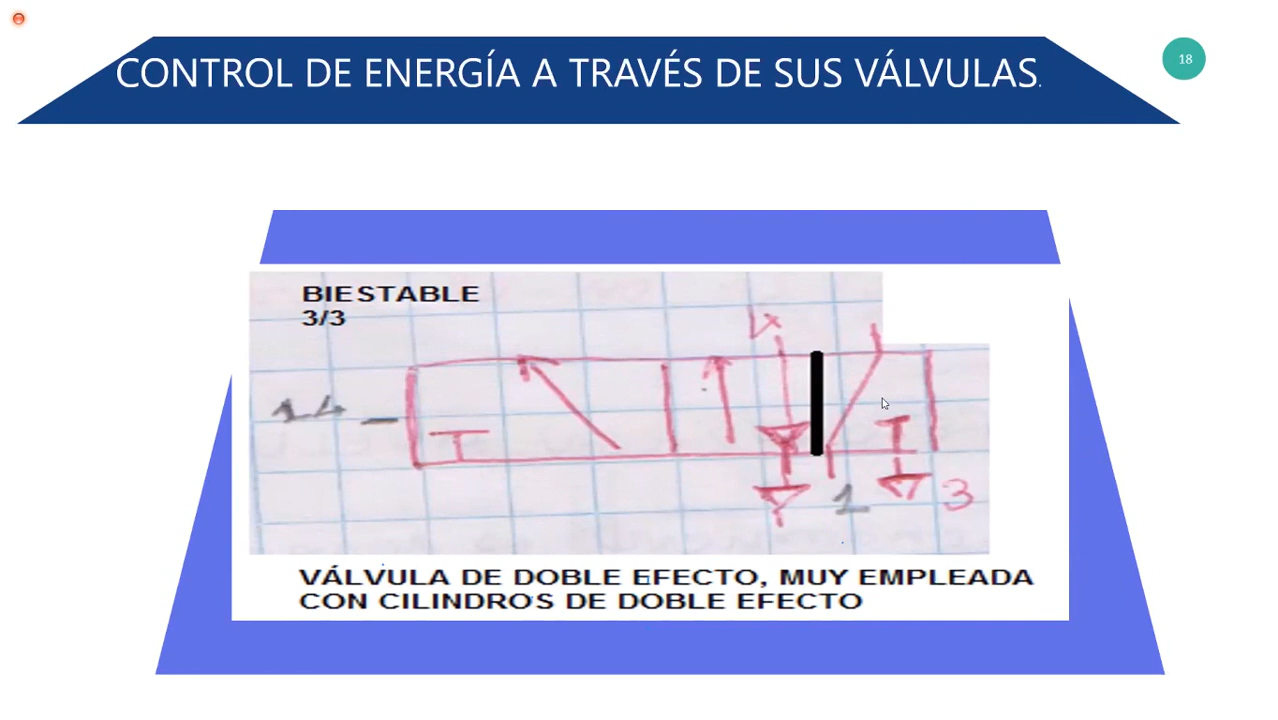 CONTROL DE ENERGÍA A TRAVÉS DE SUS VÁLVULAS.
18
BIESTABLE
3/3
14
1
3
VÁLVULA DE DOBLE EFECTO, MUY EMPLEADA
CON CILINDROS DE DOBLE EFECTO